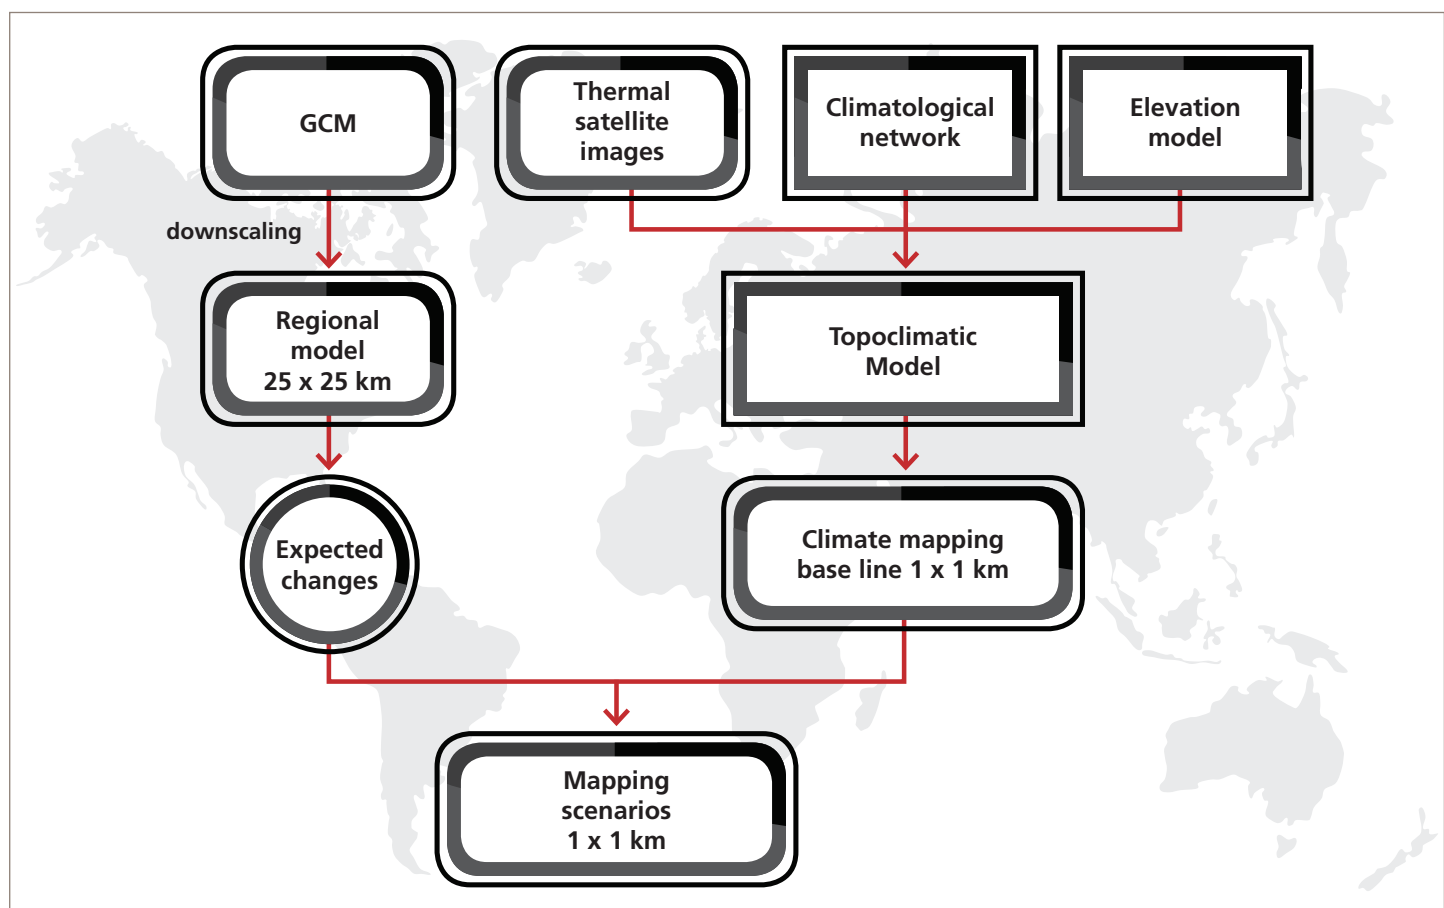 GCM
Thermal
satellite
images
Climatological
network
Elevation
model
downscaling
Regional
model
25 x 25 km
Topoclimatic
Model
Expected
changes
Climate mapping
base line 1 x 1 km
Mapping
scenarios
1 x 1 km